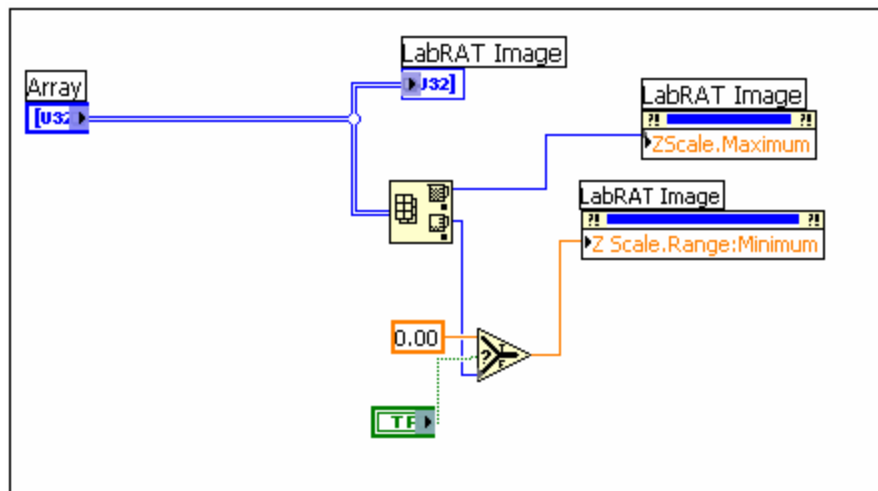 LabRAT Image
Array
U32]
[U32
LabRAT Image
?! ?!
ZScale.Maximum
LabRAT Image
?! ?!
Z Scale.Range:Minimum
0.00
?
T
F
TF